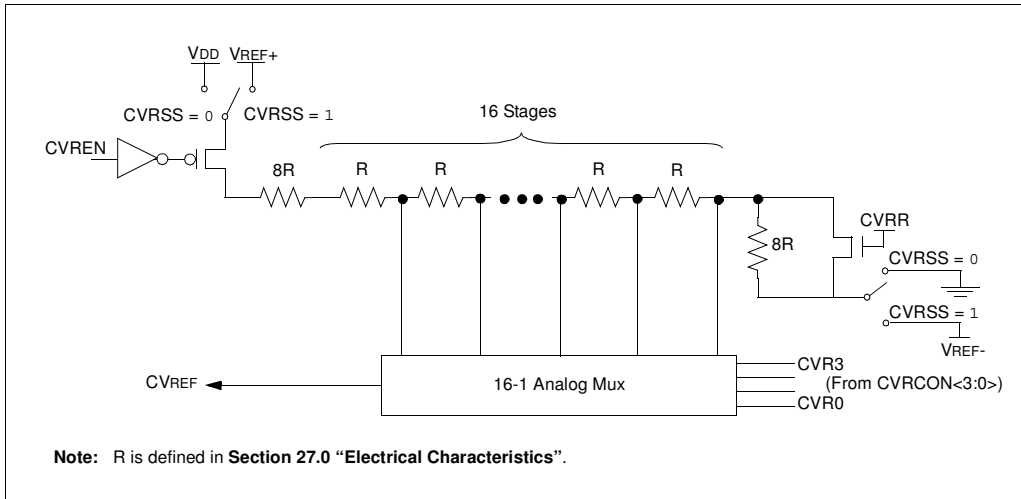 VDD VREF+
16 Stages
CVRSS = 0 CVRSS = 1
CVREN
8R R R R R
CVRR
8R
CVRSS = 0
CVRSS = 1
VREF-
CVREF
16-1 Analog Mux
CVR3
(From CVRCON<3:0>)
CVR0
Note: R is defined in Section 27.0 “Electrical Characteristics”.